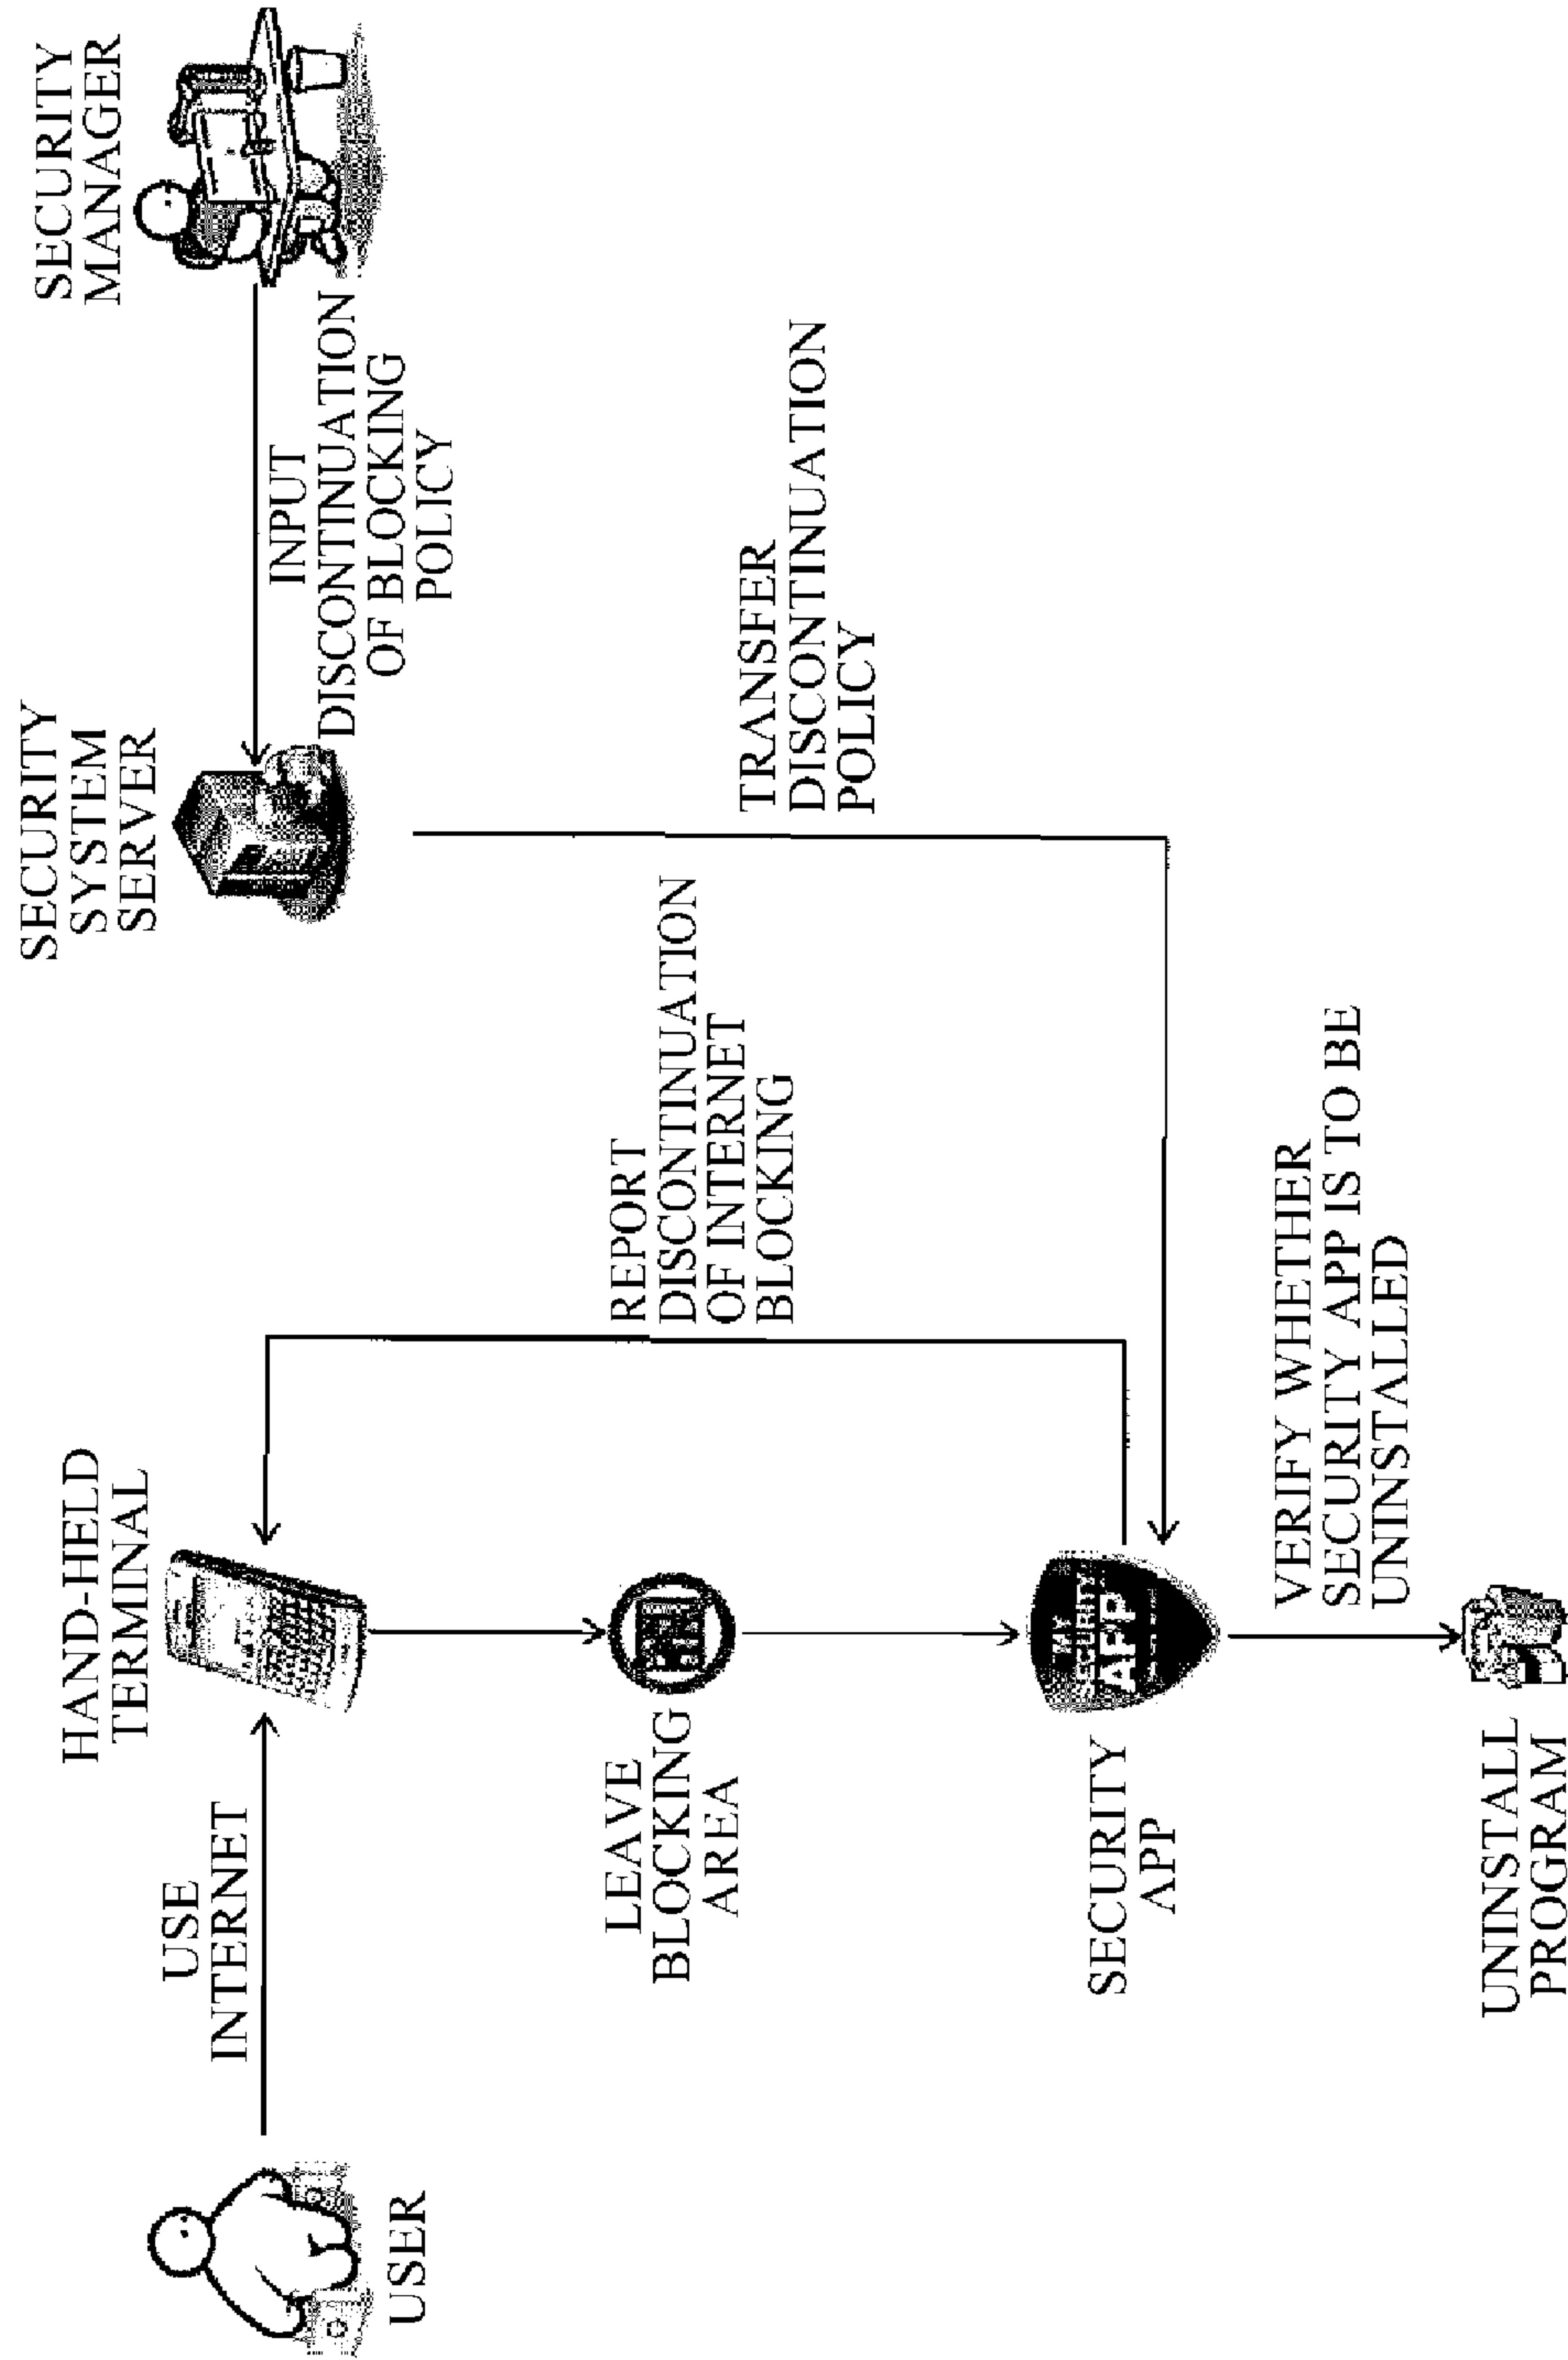 USER
USE
INTERNET
HAND-HELD
TERMINAL
SECURITY
SYSTEM
SERVER
INPUT
DISCONTINUATION
OF BLOCKING
POLICY
SECURITY
MANAGER
LEAVE
BLOCKING
AREA
REPORT
DISCONTINUATION
OF INTERNET
BLOCKING
TRANSFER
DISCONTINUATION
POLICY
SECURITY
APP
SECURITY
APP
VERIFY WHETHER
SECURITY APP IS TO BE
UNINSTALLED
UNINSTALL
PROGRAM